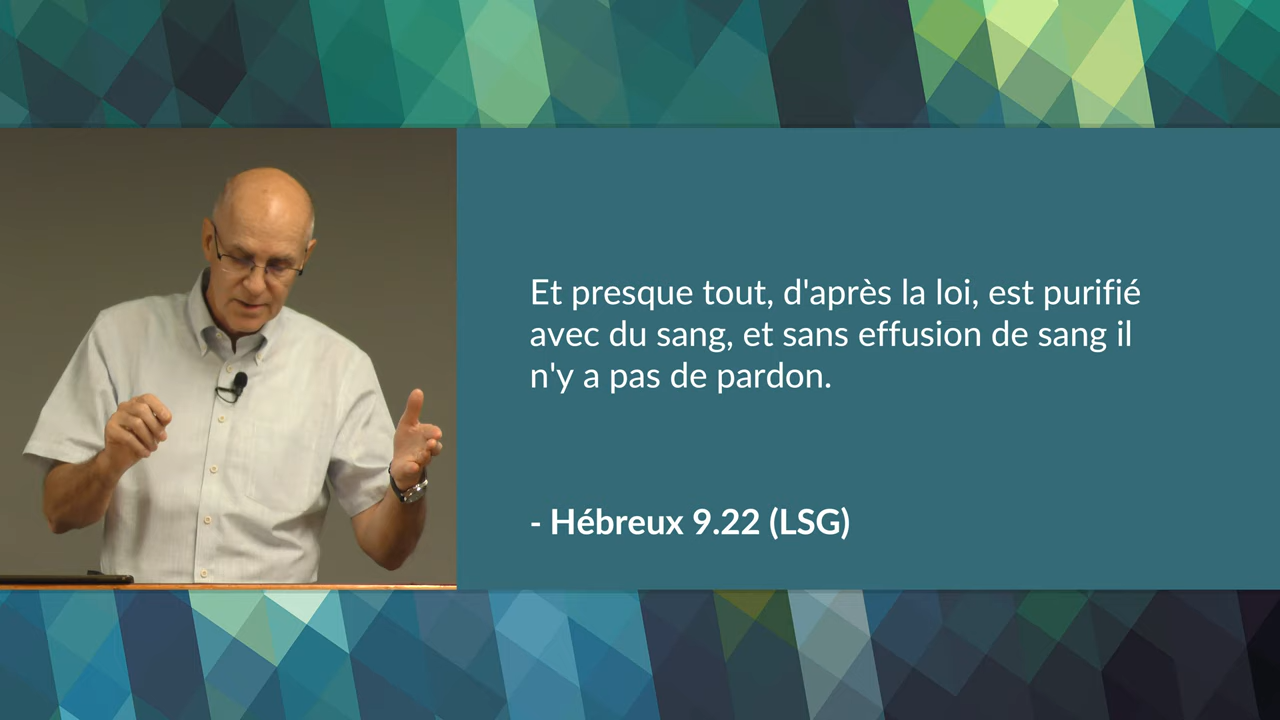 Et presque tout, d'après la loi, est purifié
avec du sang, et sans effusion de sang il
n'y a pas de pardon.
- Hébreux 9.22 (LSG)